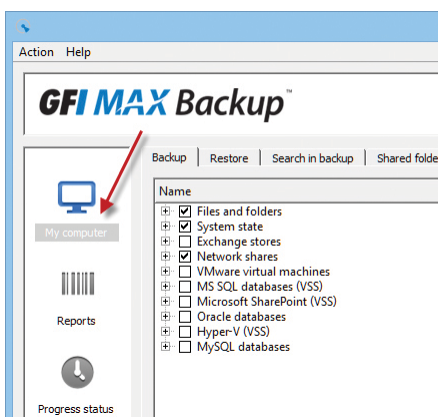 Action Help
GFI MAX Backup™
Backup Restore Search in backup Shared folde
My computer
Reports
Progress status
Name
Files and folders
System state
Exchange stores
Network shares
VMware virtual machines
MS SQL databases (VSS)
Microsoft SharePoint (VSS)
Oracle databases
Hyper-V (VSS)
MySQL databases